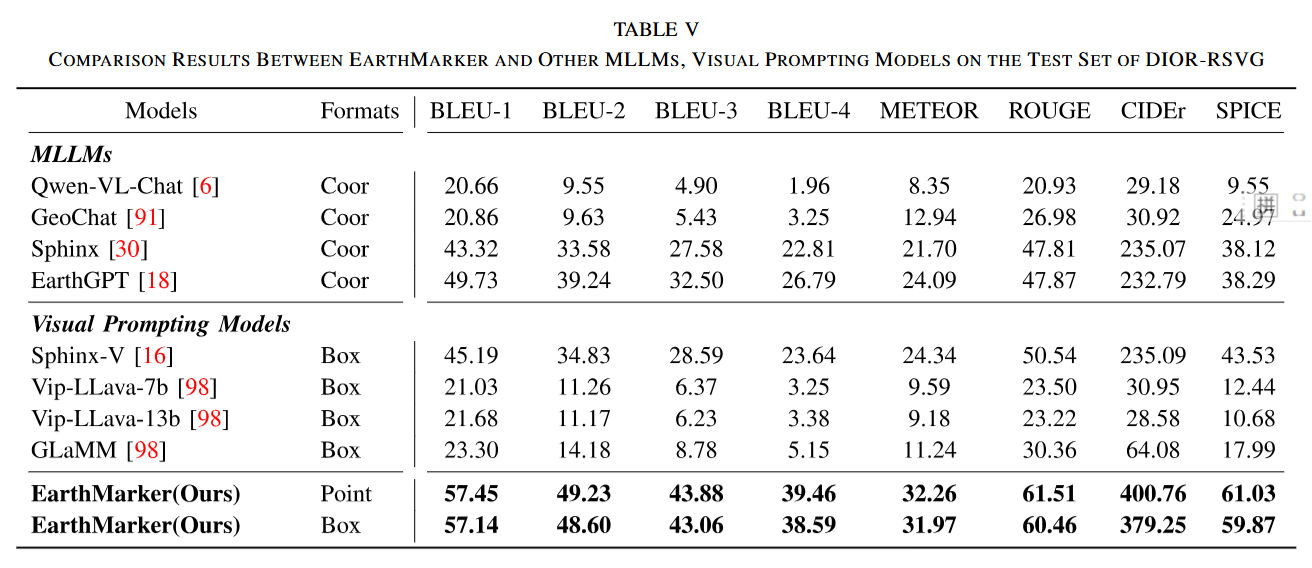 TABLE V
COMPARISON RESULTS BETWEEN EARTHMARKER AND OTHER MLLMS, VISUAL PROMPTING MODELS ON THE TEST SET OF DIOR-RSVG
Models Formats BLEU-1 BLEU-2 BLEU-3 BLEU-4 METEOR ROUGE CIDEr SPICE
MLLMs
Qwen-VL-Chat [6] Coor 20.66 9.55 4.90 1.96 8.35 20.93 29.18 9.55
GeoChat [91] Coor 20.86 9.63 5.43 3.25 12.94 26.98 30.92 24.97
拼
Sphinx [30] Coor 43.32 33.58 27.58 22.81 21.70 47.81 235.07 38.12
EarthGPT [18] Coor 49.73 39.24 32.50 26.79 24.09 47.87 232.79 38.29
Visual Prompting Models
Sphinx-V [16] Box 45.19 34.83 28.59 23.64 24.34 50.54 235.09 43.53
Vip-LLava-7b [98] Box 21.03 11.26 6.37 3.25 9.59 23.50 30.95 12.44
Vip-LLava-13b [98] Box 21.68 11.17 6.23 3.38 9.18 23.22 28.58 10.68
GLaMM [98] Box 23.30 14.18 8.78 5.15 11.24 30.36 64.08 17.99
EarthMarker(Ours) Point 57.45 49.23 43.88 39.46 32.26 61.51 400.76 61.03
EarthMarker(Ours) Box 57.14 48.60 43.06 38.59 31.97 60.46 379.25 59.87